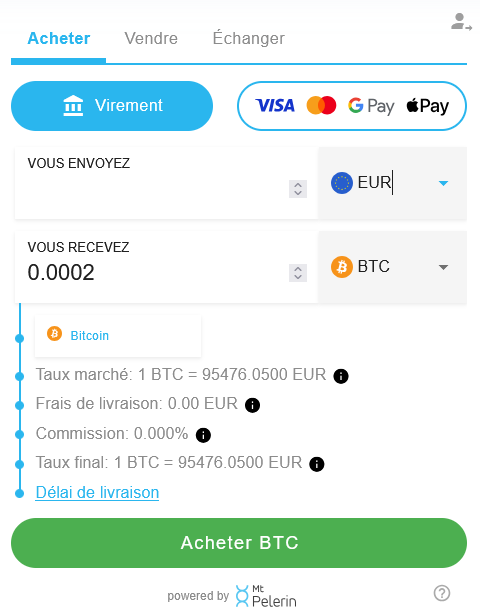 Acheter Vendre Échanger
Virement VISA G Pay Pay
VOUS ENVOYEZ
EUR
VOUS RECEVEZ
0.0002 BTC
Bitcoin
Taux marché: 1 BTC = 95476.0500 EUR
Frais de livraison: 0.00 EUR
Commission: 0.000%
Taux final: 1 BTC = 95476.0500 EUR
Délai de livraison
Acheter BTC
powered by Mt Pelerin